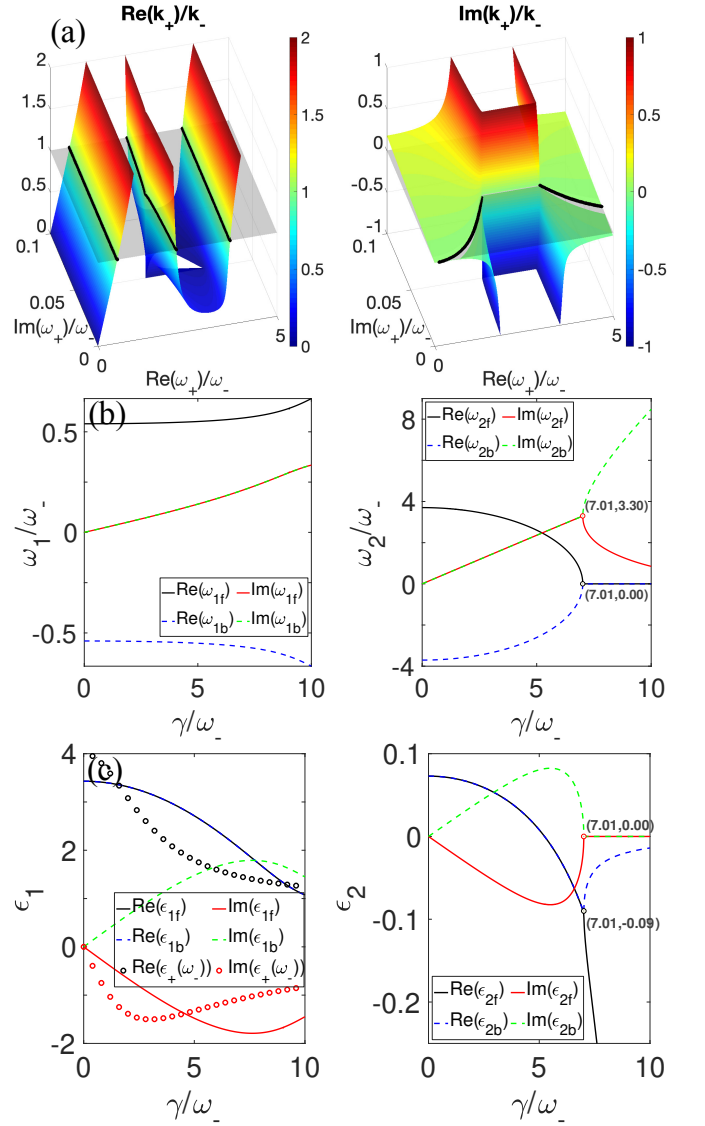 (a)
Re(k₊)/k₋
Im(k₊)/k₋
2
1.5
1
0.5
0
0.1
0.05
0
0
5
Im(ω₊)/ω₋
2
1.5
1
0.5
0
1
0.5
0
-0.5
-1
0.1
0.05
0
0
5
Im(ω₊)/ω₋
Re(ω₊)/ω₋
Re(ω₊)/ω₋
1
0.5
0
-0.5
-1
(b)
0.5
0
-0.5
ω₁/ω₋
Re(ω₁f) Im(ω₁f)
Re(ω₁b) Im(ω₁b)
0 5 10
γ/ω₋
Re(ω₂f) Im(ω₂f)
Re(ω₂b) Im(ω₂b)
8
4
0
-4
ω₂/ω₋
(7.01,3.30)
(7.01,0.00)
0 5 10
γ/ω₋
(c)
4
2
0
-2
ϵ₁
Re(ϵ₁f) Im(ϵ₁f)
Re(ϵ₁b) Im(ϵ₁b)
Re(ϵ₊(ω₋)) Im(ϵ₊(ω₋))
0 5 10
γ/ω₋
0.1
0
-0.1
-0.2
ϵ₂
(7.01,0.00)
(7.01,-0.09)
Re(ϵ₂f) Im(ϵ₂f)
Re(ϵ₂b) Im(ϵ₂b)
0 5 10
γ/ω₋